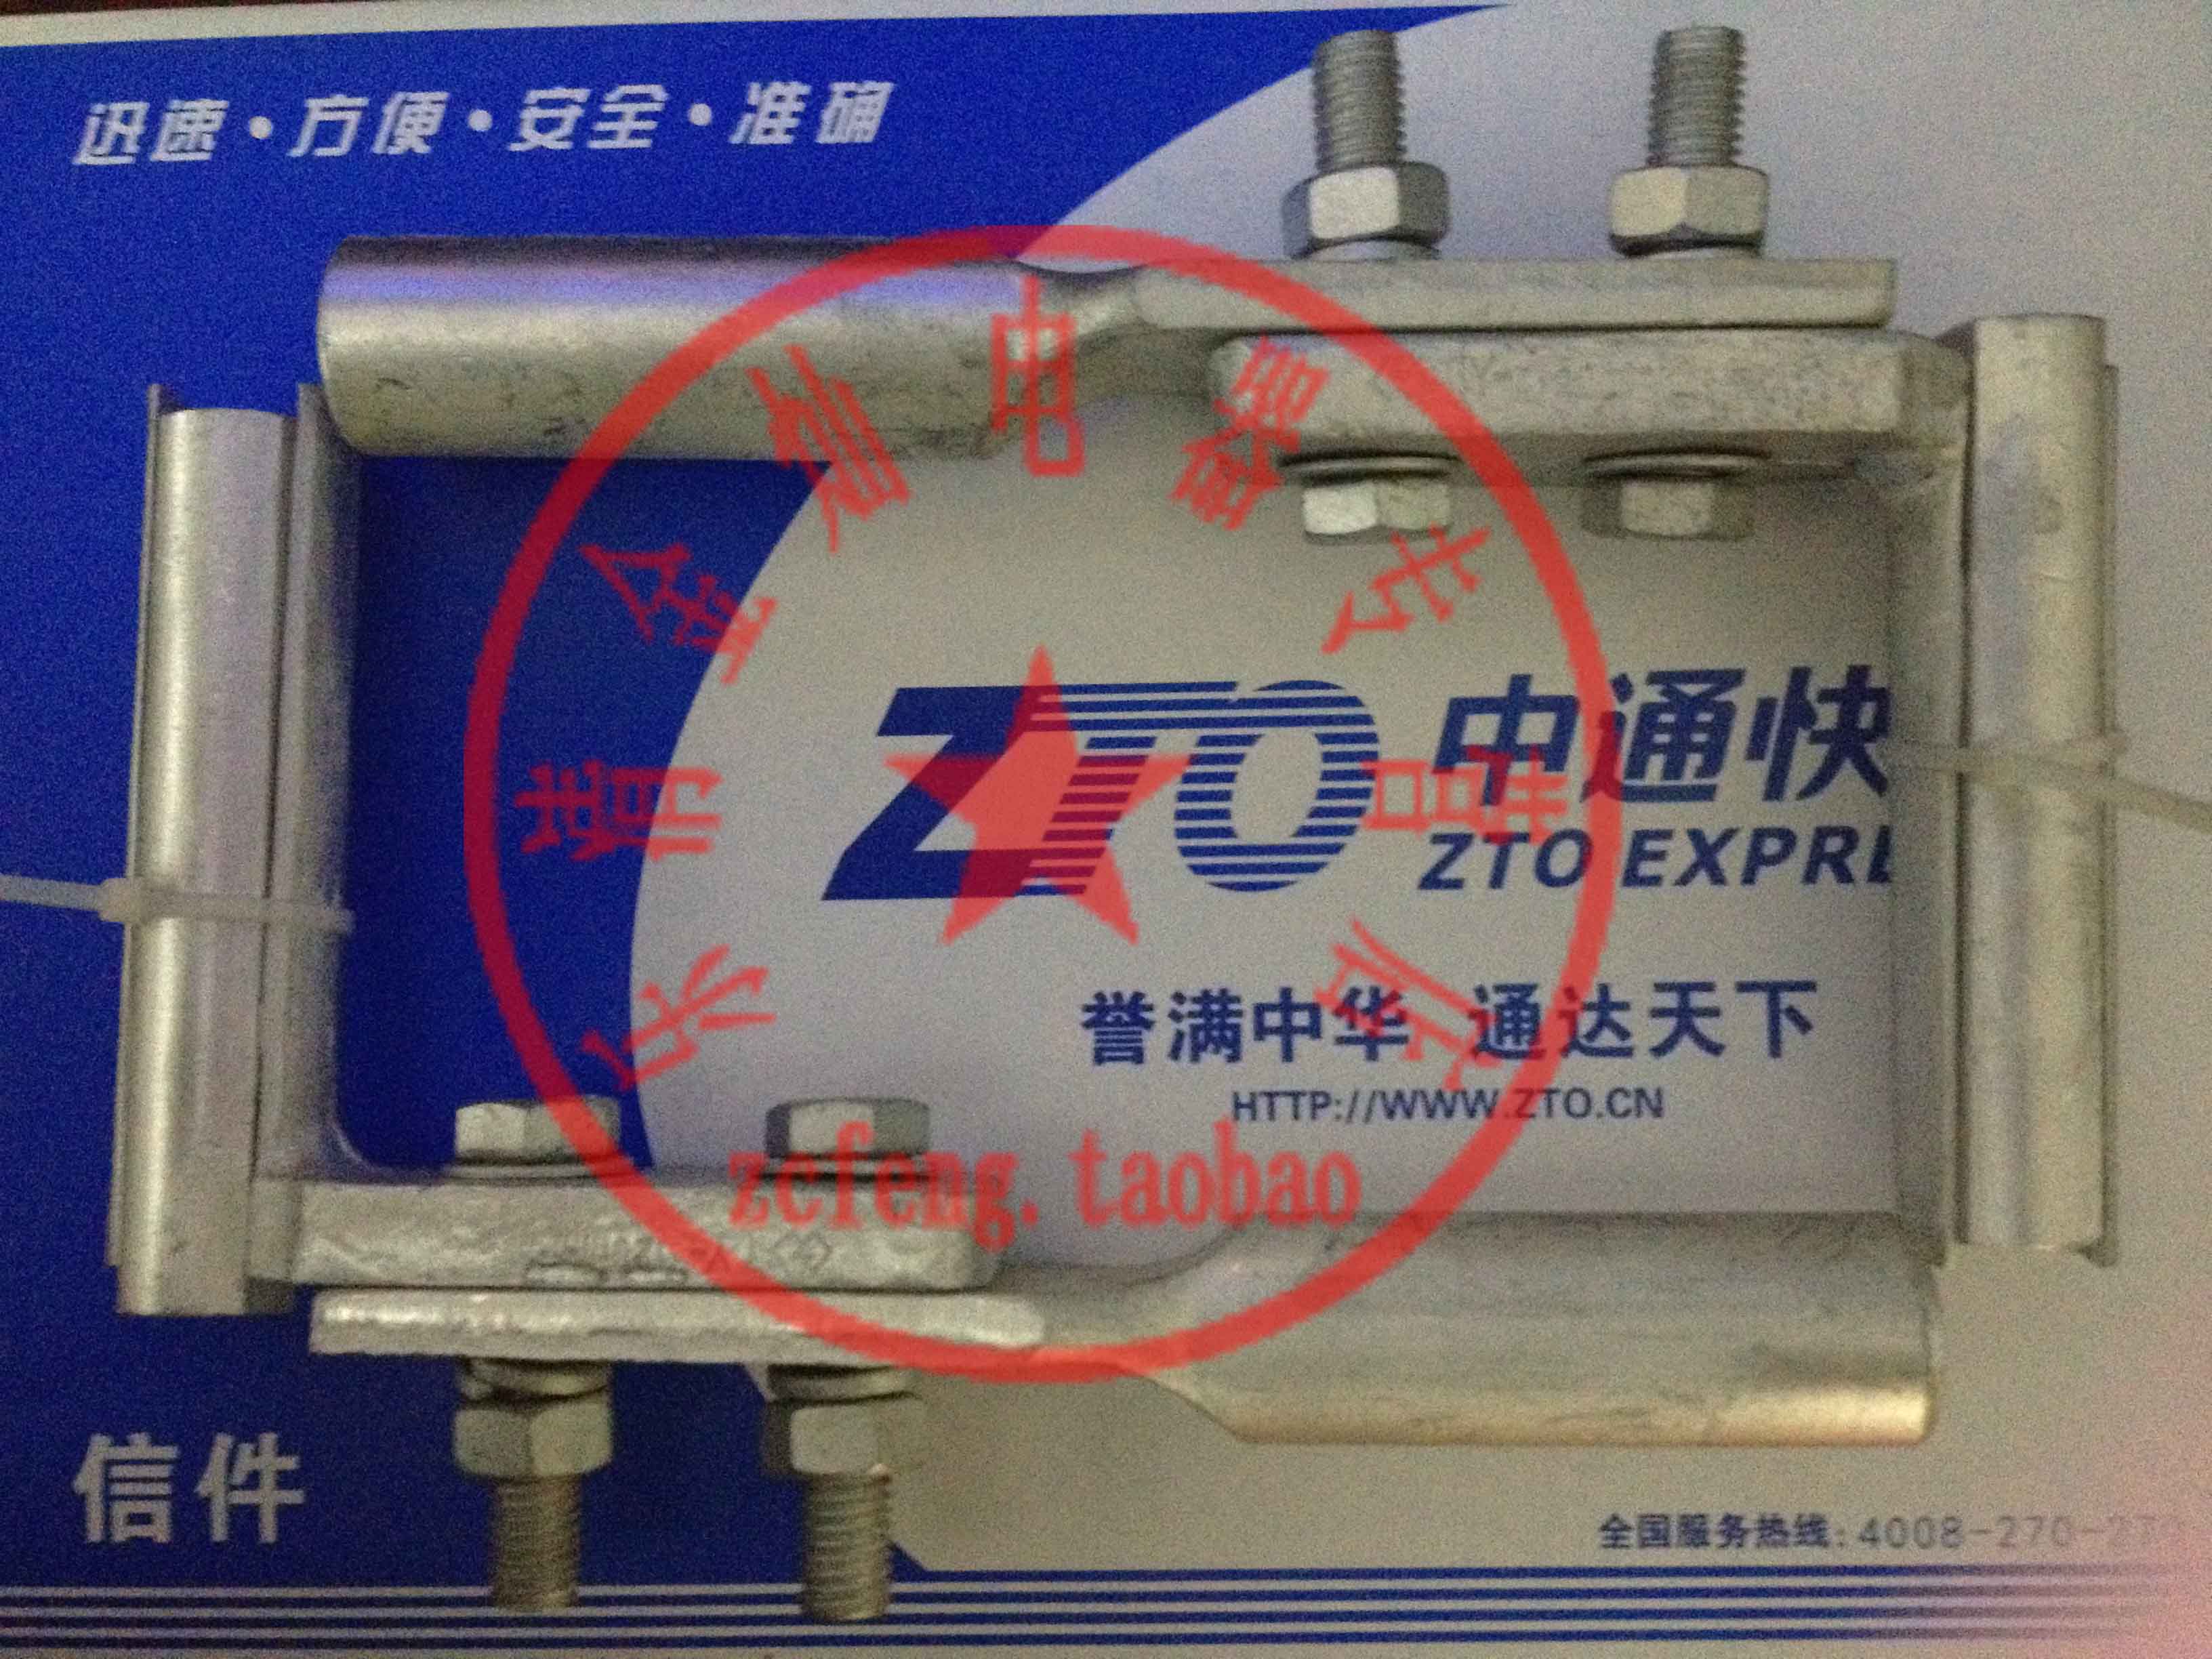 迅速·方便·安全·准确
ZTO 中通快
ZTO EXPRE
誉满中华 通达天下
HTTP://WWW.ZTO.CN
zcfeng.taobao
信件
全国服务热线:4008-270-27